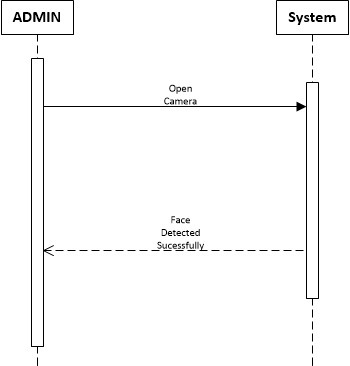 ADMIN
System
Open
Camera
Face
Detected
Sucessfully